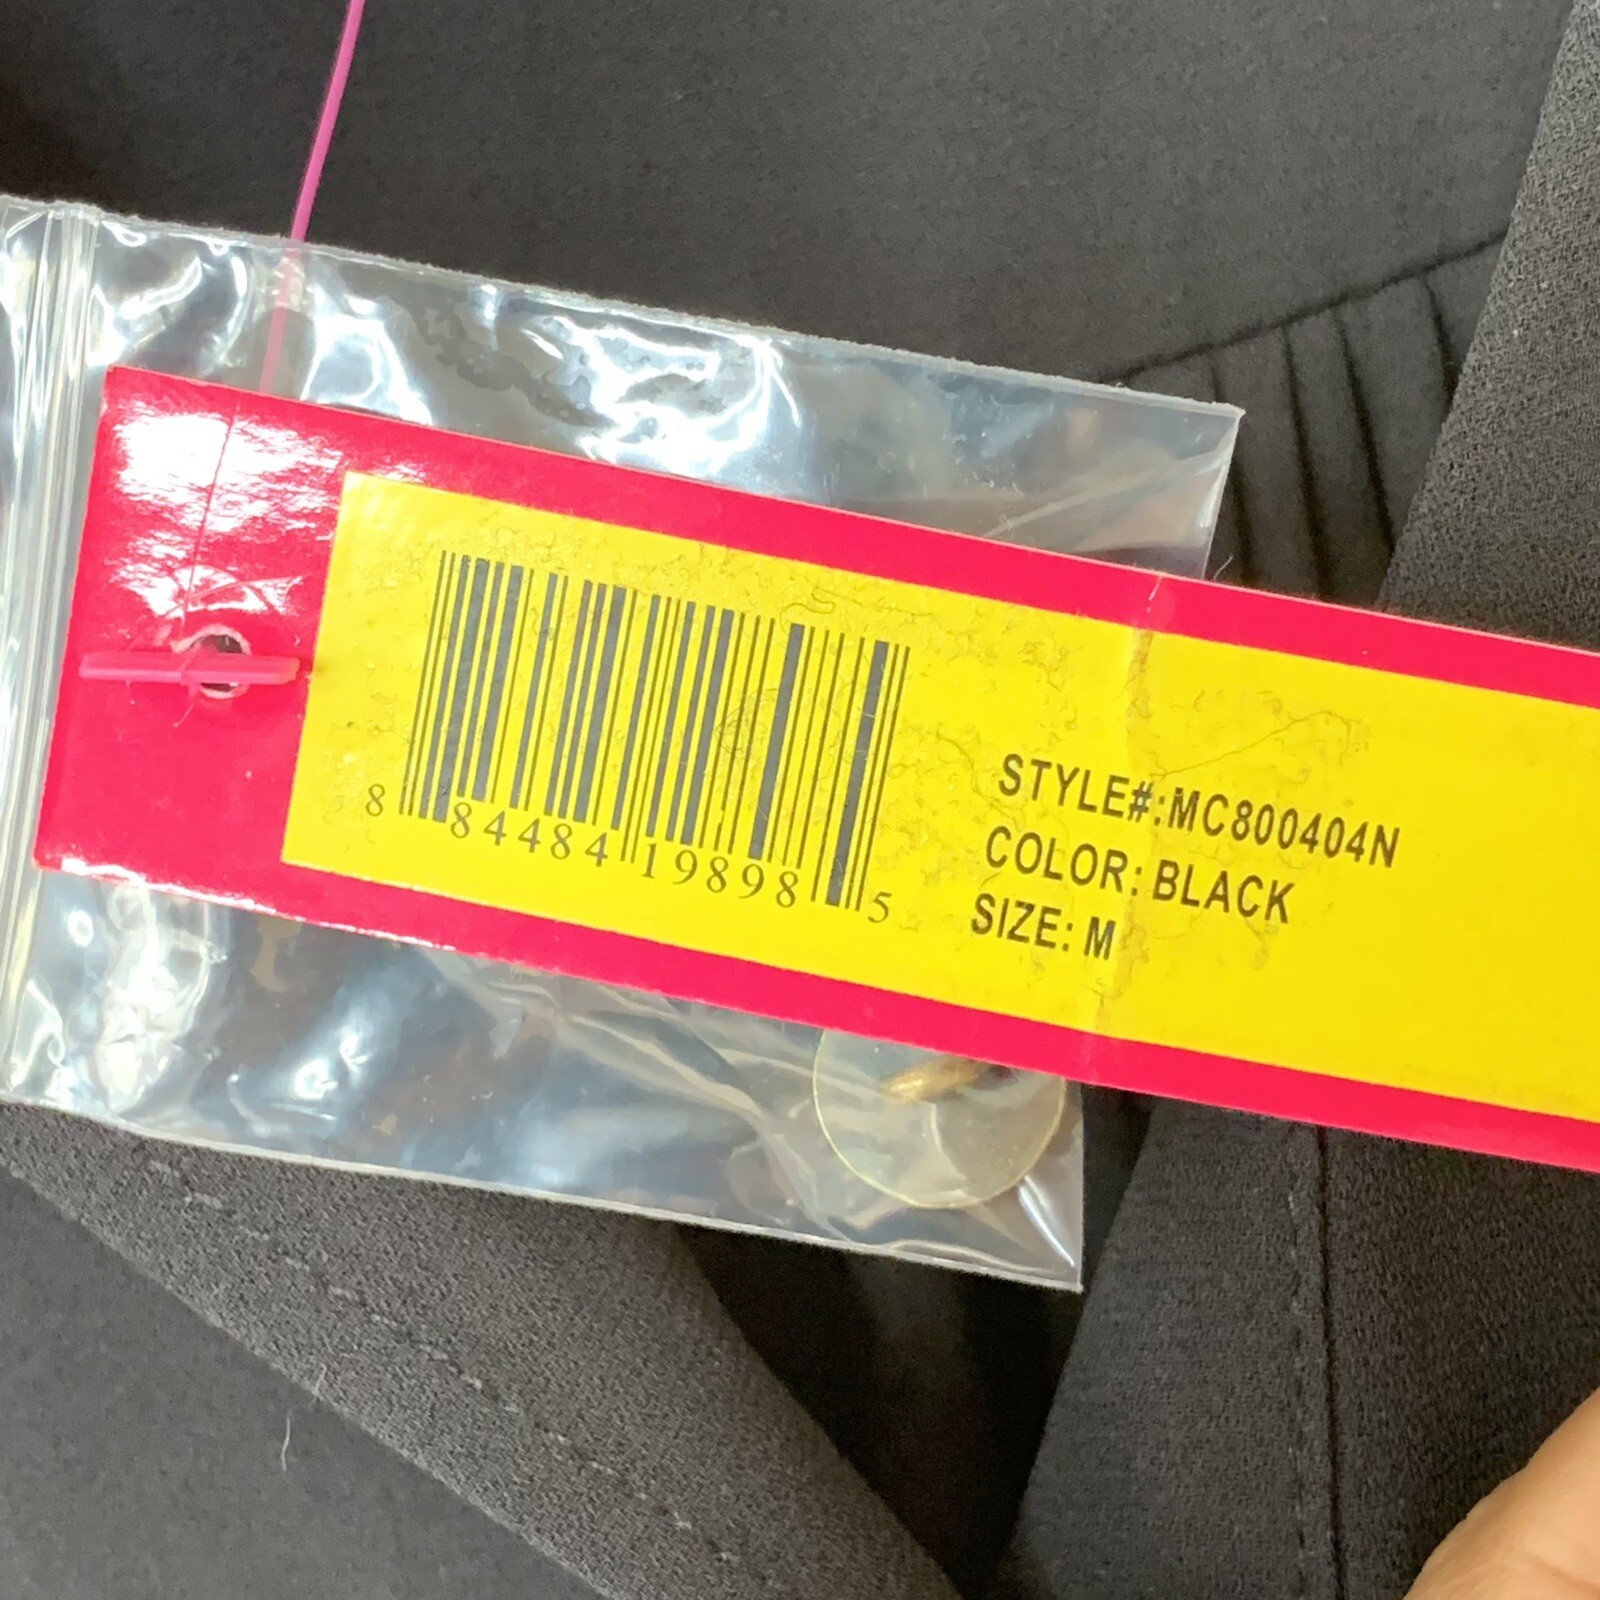 8 84484 19898 5
STYLE#:MC800404N
COLOR: BLACK
SIZE: M